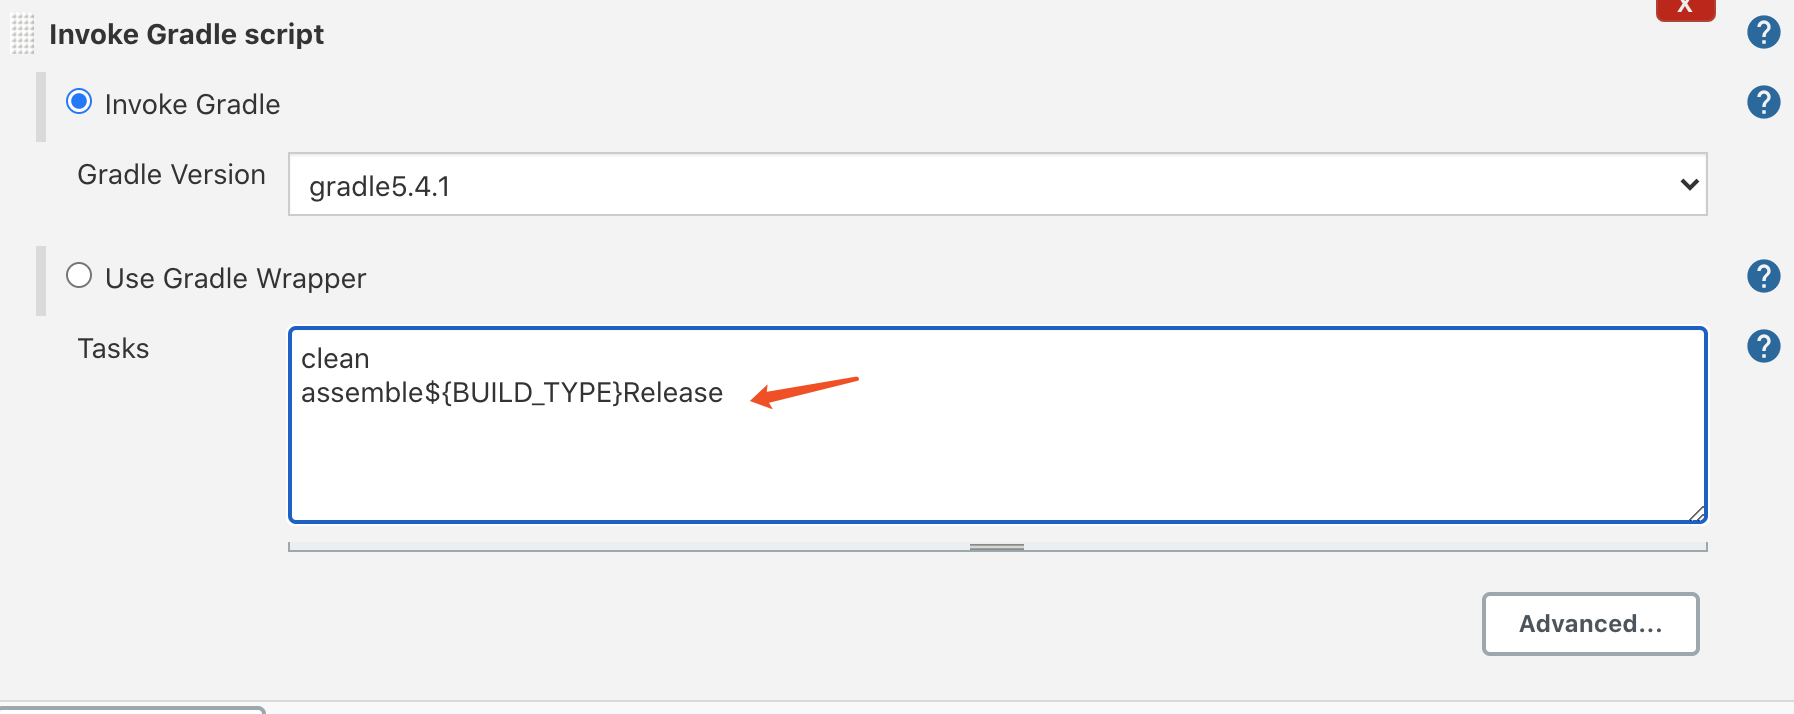 X
Invoke Gradle script
?
Invoke Gradle
?
Gradle Version
gradle5.4.1
Use Gradle Wrapper
?
Tasks
clean
assemble${BUILD_TYPE}Release
?
Advanced...